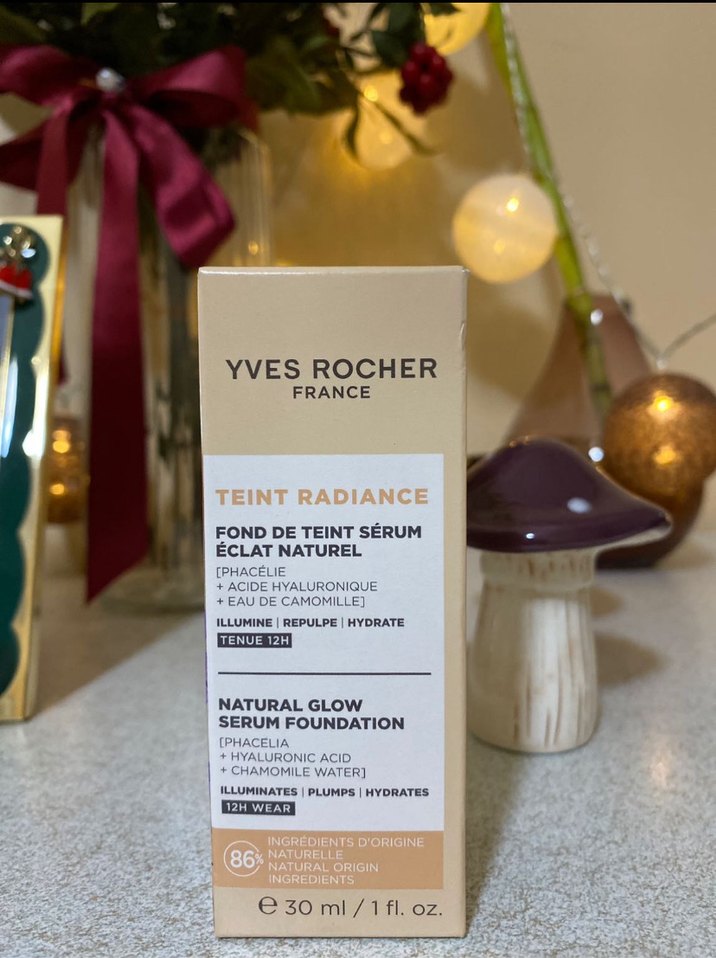 YVES ROCHER
FRANCE
TEINT RADIANCE
FOND DE TEINT SÉRUM
ÉCLAT NATUREL
[PHACÉLIE
+ ACIDE HYALURONIQUE
+ EAU DE CAMOMILLE]
ILLUMINE | REPULPE | HYDRATE
TENUE 12H
NATURAL GLOW
SERUM FOUNDATION
[PHACELIA
+ HYALURONIC ACID
+ CHAMOMILE WATER]
ILLUMINATES | PLUMPS | HYDRATES
12H WEAR
86%
INGRÉDIENTS D'ORIGINE
NATURELLE
NATURAL ORIGIN
INGREDIENTS
℮ 30 ml / 1 fl. oz.